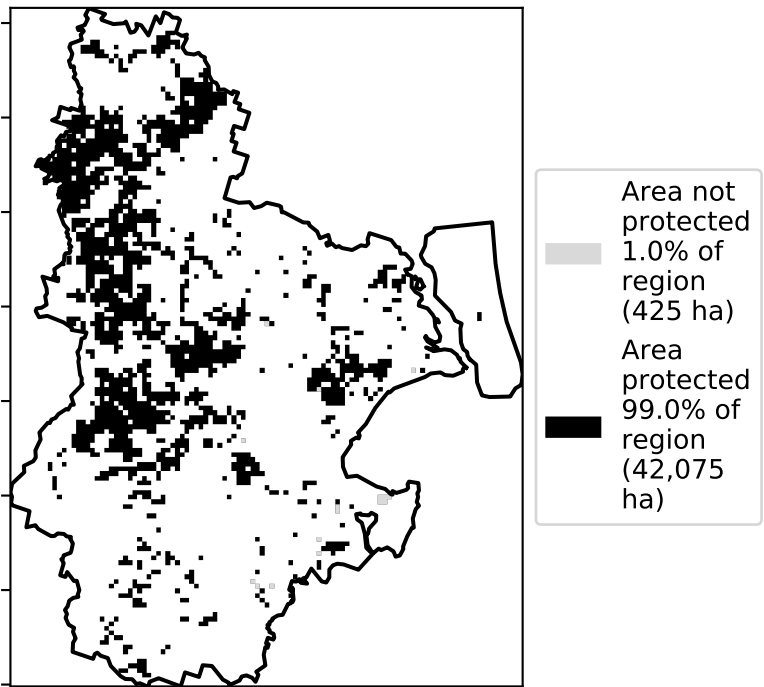 Area not
protected
1.0% of
region
(425 ha)
Area
protected
99.0% of
region
(42,075
ha)